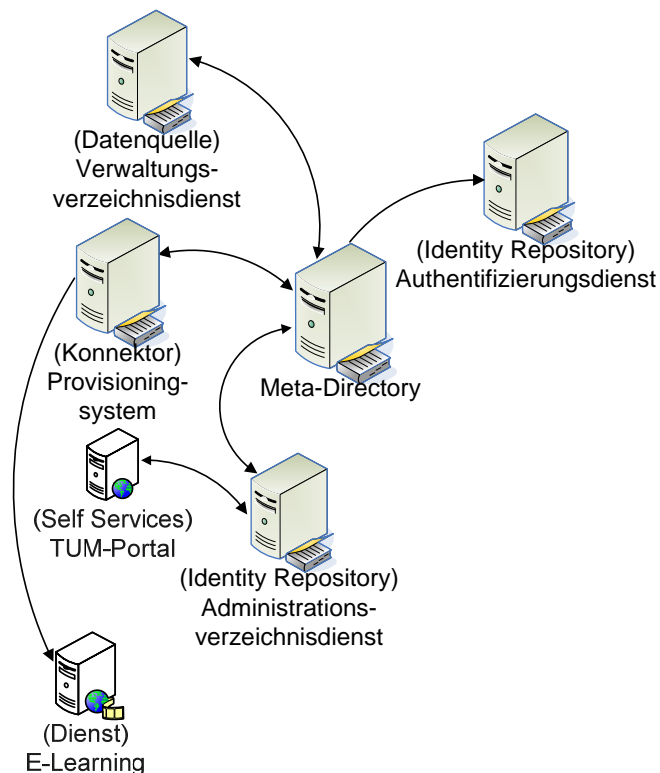 (Datenquelle)
Verwaltungs-
verzeichnisdienst
(Identity Repository)
Authentifizierungsdienst
(Konnektor)
Provisioning-
system
Meta-Directory
(Self Services)
TUM-Portal
(Identity Repository)
Administrations-
verzeichnisdienst
(Dienst)
E-Learning